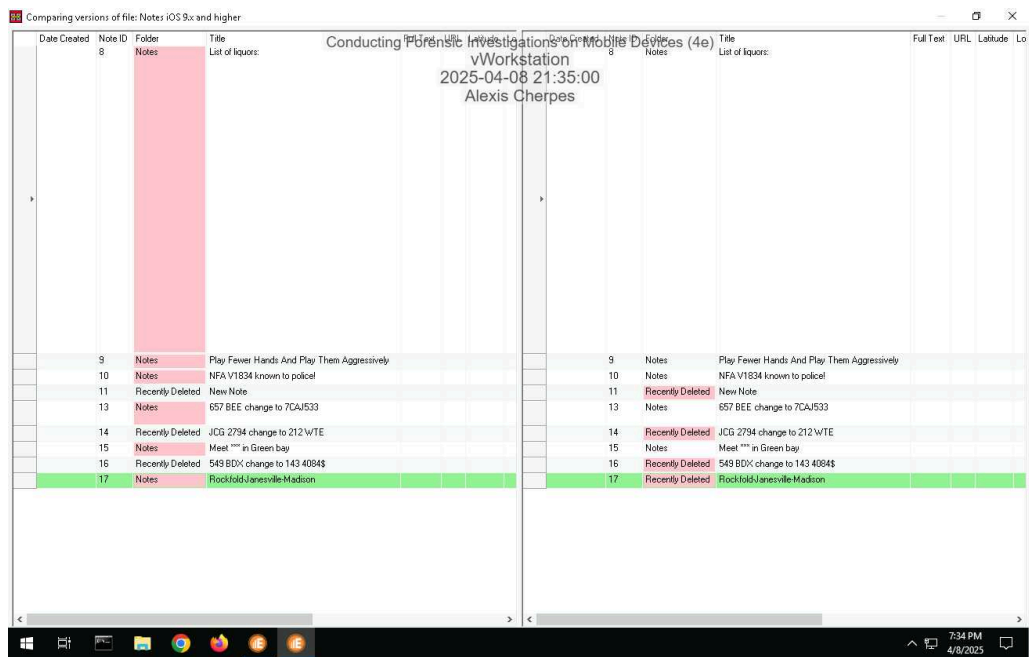 Comparing versions of file: Notes iOS 9.x and higher
Conducting Forensic Investigations on Mobile Devices (4e)
vWorkstation
2025-04-08 21:35:00
Alexis Cherpes
Date Created Note ID Folder Title Full Text URL Latitude Lo
8 Notes List of liquors:
9 Notes Play Fewer Hands And Play Them Aggressively
10 Notes NFA V1834 known to police!
11 Recently Deleted New Note
13 Notes 657 BEE change to 7CAJ533
14 Recently Deleted JCG 2794 change to 212 WTE
15 Notes Meet *** in Green bay
16 Recently Deleted 549 BDX change to 143 4084$
17 Notes Rockfold-Janesville-Madison
Date Created Note ID Folder Title Full Text URL Latitude Lo
8 Notes List of liquors:
9 Notes Play Fewer Hands And Play Them Aggressively
10 Notes NFA V1834 known to police!
11 Recently Deleted New Note
13 Notes 657 BEE change to 7CAJ533
14 Recently Deleted JCG 2794 change to 212 WTE
15 Notes Meet *** in Green bay
16 Recently Deleted 549 BDX change to 143 4084$
17 Recently Deleted Rockfold-Janesville-Madison
7:34 PM
4/8/2025